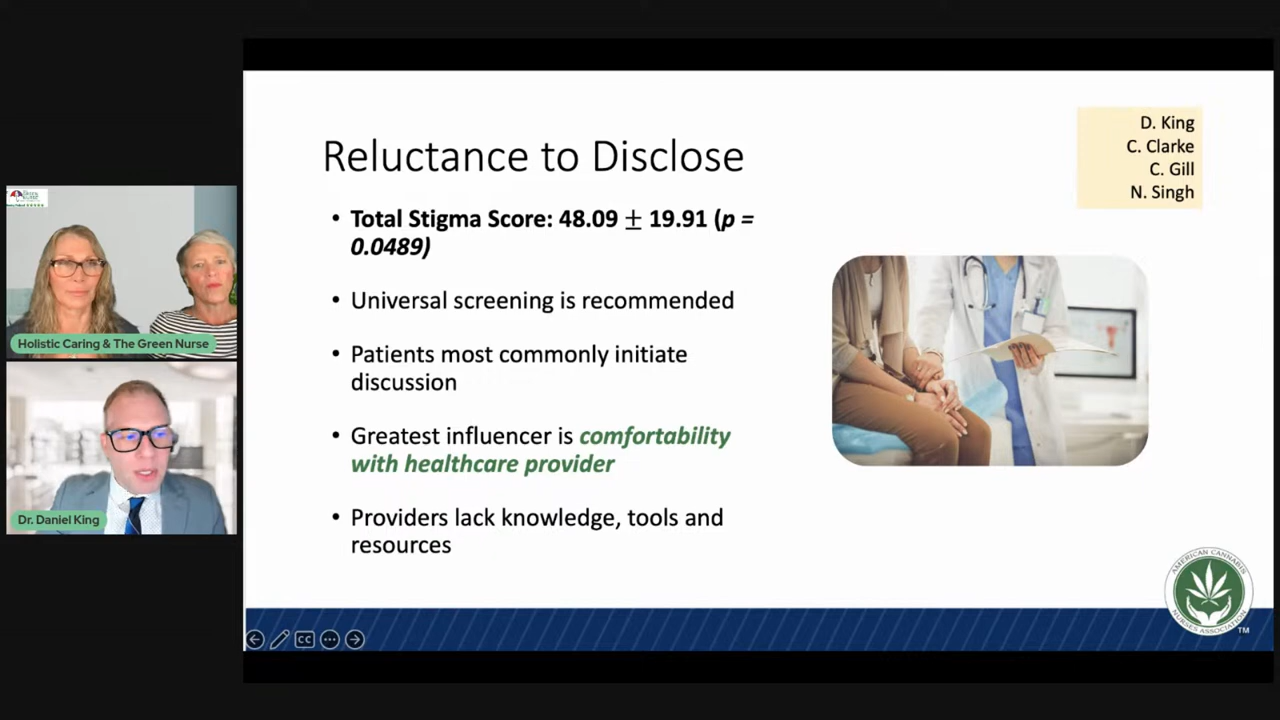 Reluctance to Disclose
D. King
C. Clarke
C. Gill
N. Singh
• Total Stigma Score: 48.09 ± 19.91 (p =
0.0489)
• Universal screening is recommended
• Patients most commonly initiate
discussion
• Greatest influencer is comfortability
with healthcare provider
• Providers lack knowledge, tools and
resources
Holistic Caring & The Green Nurse
Dr. Daniel King
AMERICAN CANNABIS
NURSES ASSOCIATION
TM
CC